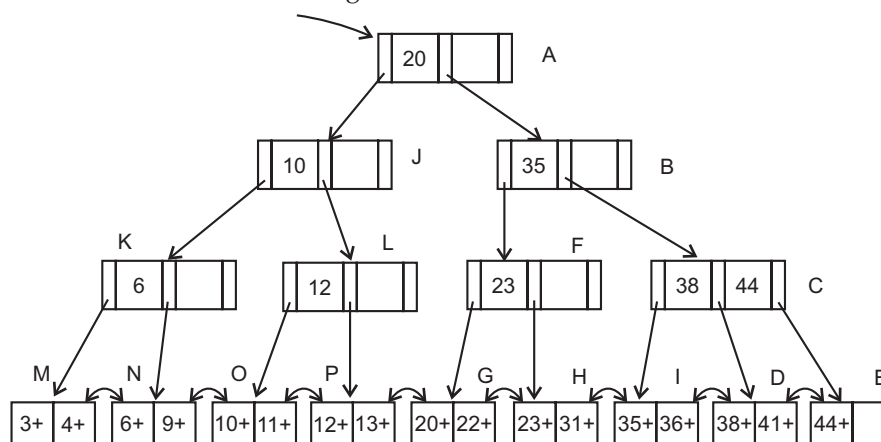 20 A
10 J 35 B
K L F
6 12 23 38 44 C
M N O P G H I D
3+ 4+ 6+ 9+ 10+ 11+ 12+ 13+ 20+ 22+ 23+ 31+ 35+ 36+ 38+ 41+ 44+